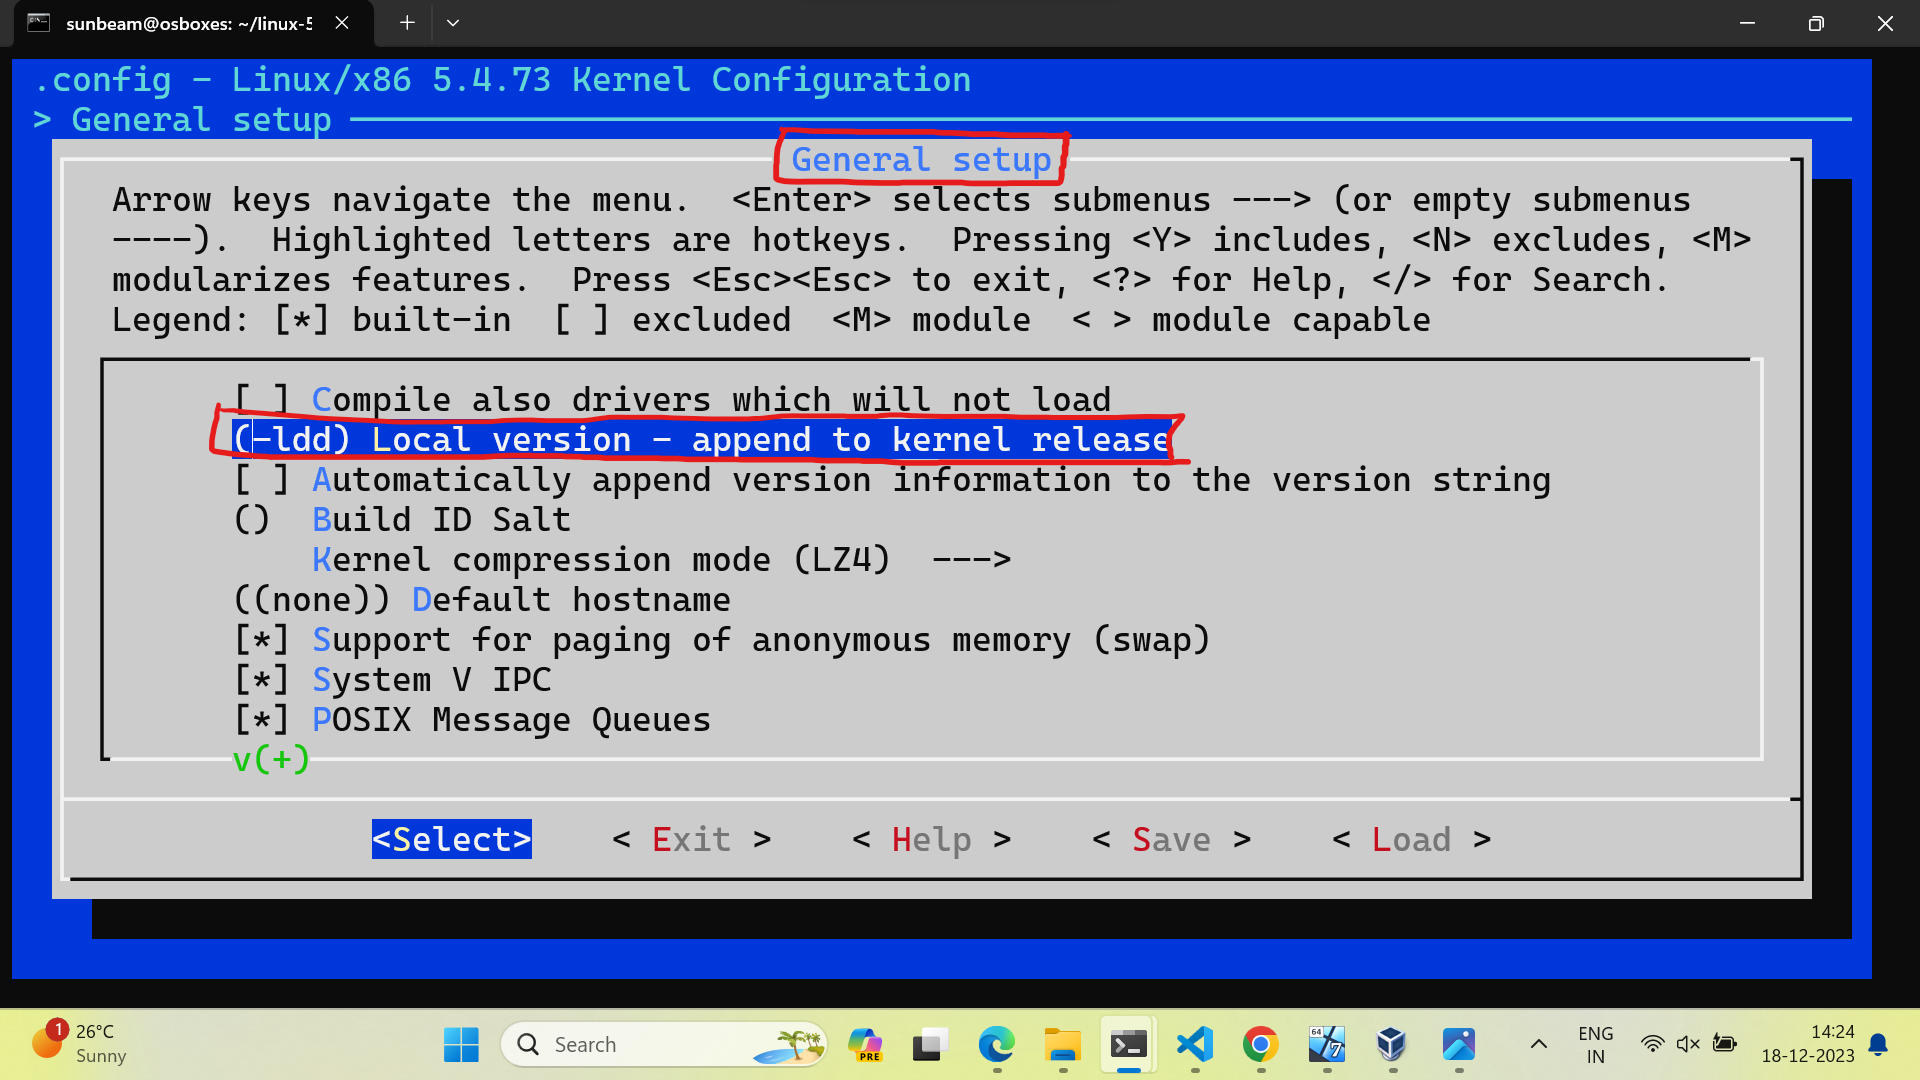 sunbeam@osboxes: ~/linux-5
.config - Linux/x86 5.4.73 Kernel Configuration
> General setup
General setup
Arrow keys navigate the menu.  <Enter> selects submenus ---> (or empty submenus
----).  Highlighted letters are hotkeys.  Pressing <Y> includes, <N> excludes, <M>
modularizes features.  Press <Esc><Esc> to exit, <?> for Help, </> for Search.
Legend: [*] built-in  [ ] excluded  <M> module  < > module capable
[ ] Compile also drivers which will not load
(-ldd) Local version - append to kernel release
[ ] Automatically append version information to the version string
()  Build ID Salt
Kernel compression mode (LZ4)  --->
((none)) Default hostname
[*] Support for paging of anonymous memory (swap)
[*] System V IPC
[*] POSIX Message Queues
v(+)
<Select>    < Exit >    < Help >    < Save >    < Load >
1
26°C
Sunny
Search
PRE
64
7
ENG
IN
14:24
18-12-2023